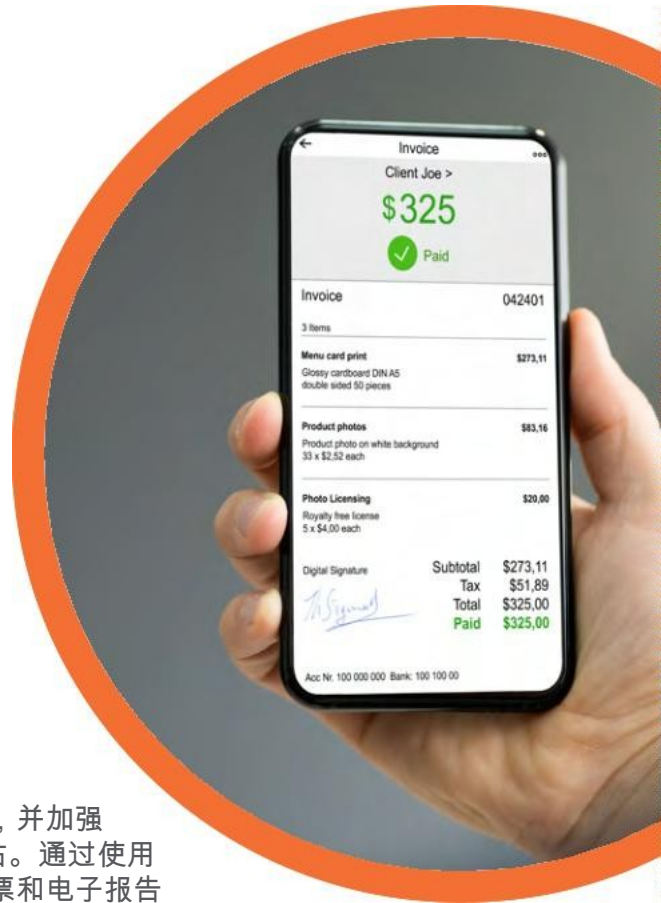 Invoice
Client Joe >
$325
Paid
Invoice 042401
3 Items
Menu card print $273,11
Glossy cardboard DIN A5
double sided 50 pieces
Product photos $83,16
Product photo on white background
33 x $2,52 each
Photo Licensing $20,00
Royalty free license
5 x $4,00 each
Digital Signature
Subtotal $273,11
Tax $51,89
Total $325,00
Paid $325,00
Acc Nr. 100 000 000 Bank: 100 100 00
, 并加强
。通过使用
票和电子报告